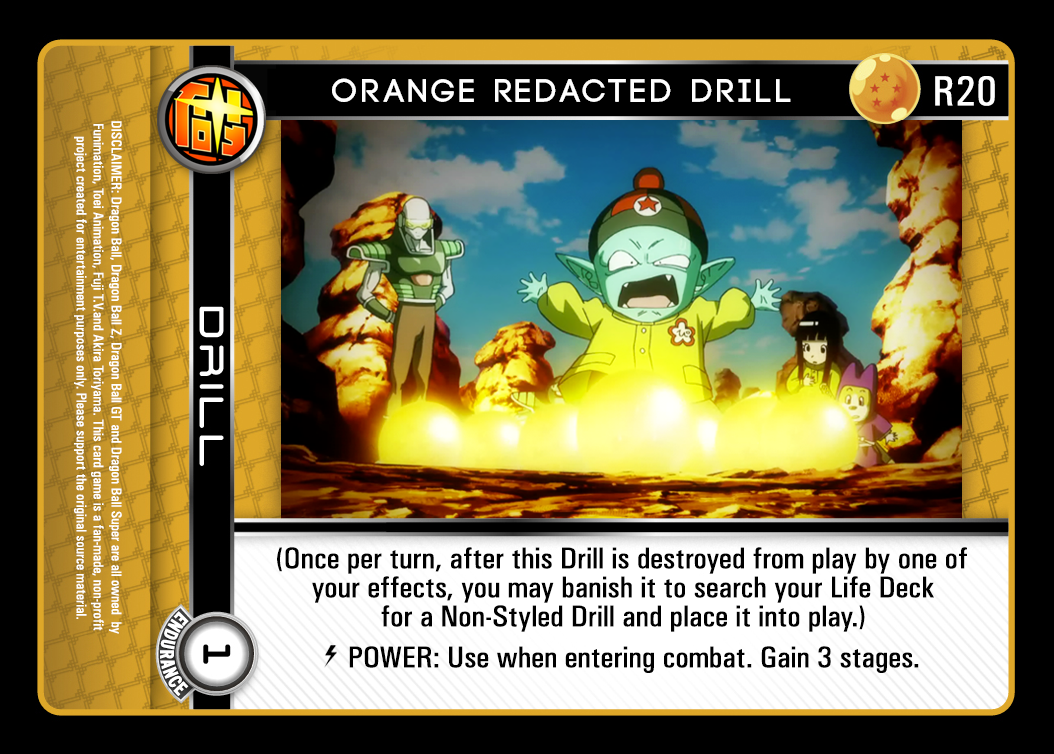 ORANGE REDACTED DRILL
R20
DISCLAIMER: Dragon Ball, Dragon Ball Z, Dragon Ball GT and Dragon Ball Super are all owned by
Funimation, Toei Animation, Fuji T.V.and Akira Toriyama. This card game is a fan-made, non-profit
project created for entertainment purposes only. Please support the original source material.
DRILL
(Once per turn, after this Drill is destroyed from play by one of
your effects, you may banish it to search your Life Deck
for a Non-Styled Drill and place it into play.)
POWER: Use when entering combat. Gain 3 stages.
ENDURANCE
1